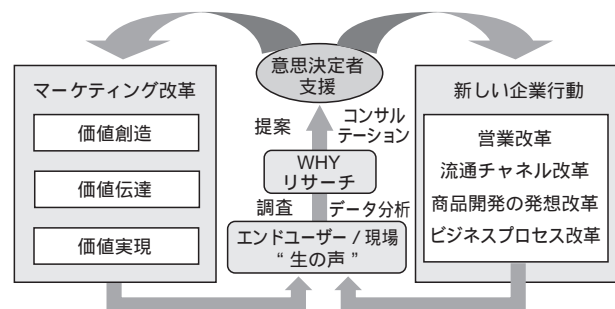 意思決定者
支援
マーケティング改革
価値創造
価値伝達
価値実現
提案
コンサル
テーション
WHY
リサーチ
調査
データ分析
エンドユーザー / 現場
“ 生の声 ”
新しい企業行動
営業改革
流通チャネル改革
商品開発の発想改革
ビジネスプロセス改革